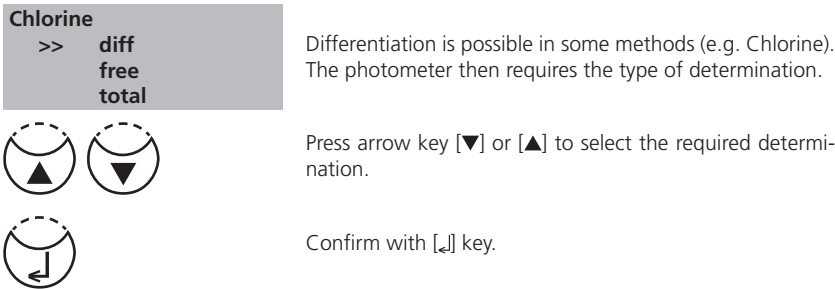 Chlorine
>> diff
free
total
Differentiation is possible in some methods (e.g. Chlorine).
The photometer then requires the type of determination.
Press arrow key [▼] or [▲] to select the required determi-
nation.
Confirm with [↲] key.